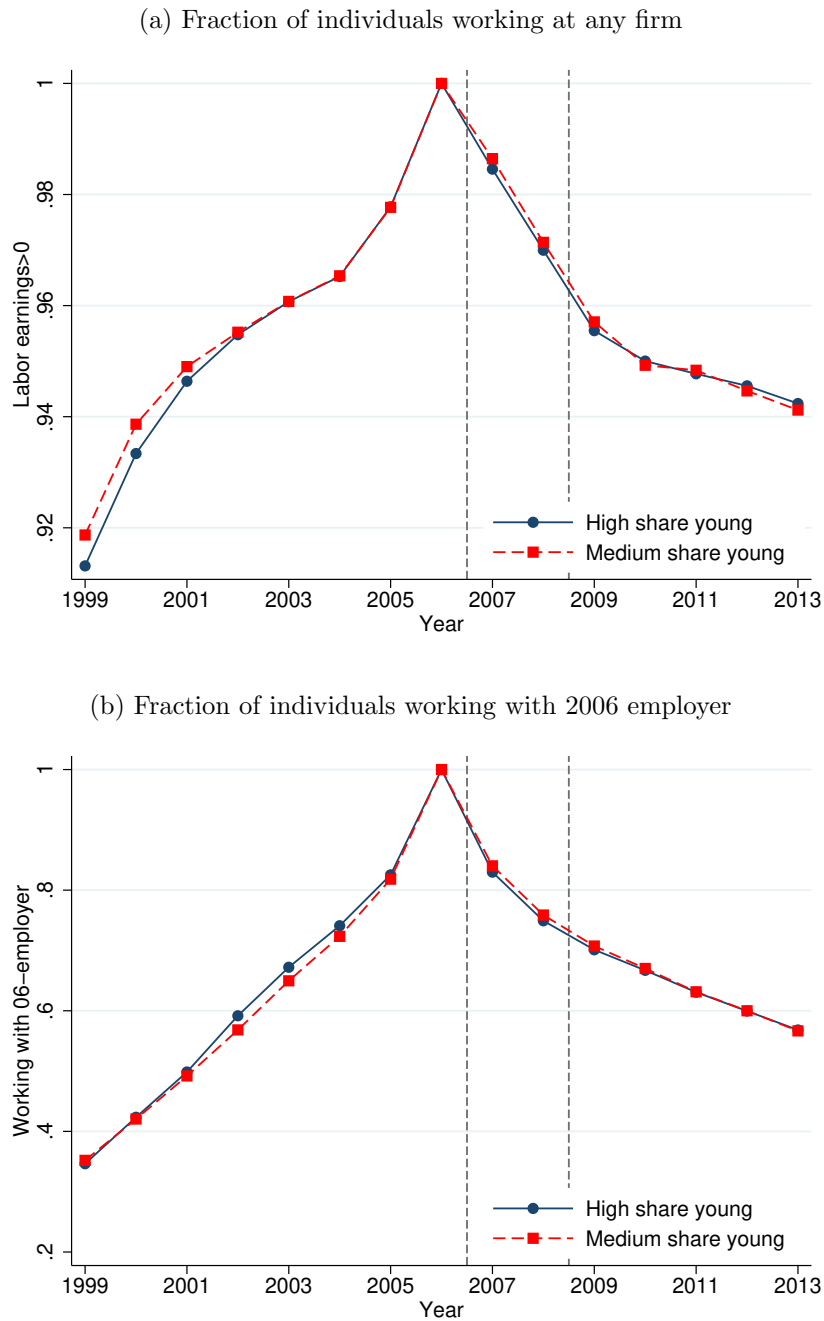 (a) Fraction of individuals working at any firm
1
.98
.96
.94
.92
Labor earnings>0
High share young
Medium share young
1999 2001 2003 2005 2007 2009 2011 2013
Year
(b) Fraction of individuals working with 2006 employer
1
.8
.6
.4
.2
Working with 06−employer
High share young
Medium share young
1999 2001 2003 2005 2007 2009 2011 2013
Year